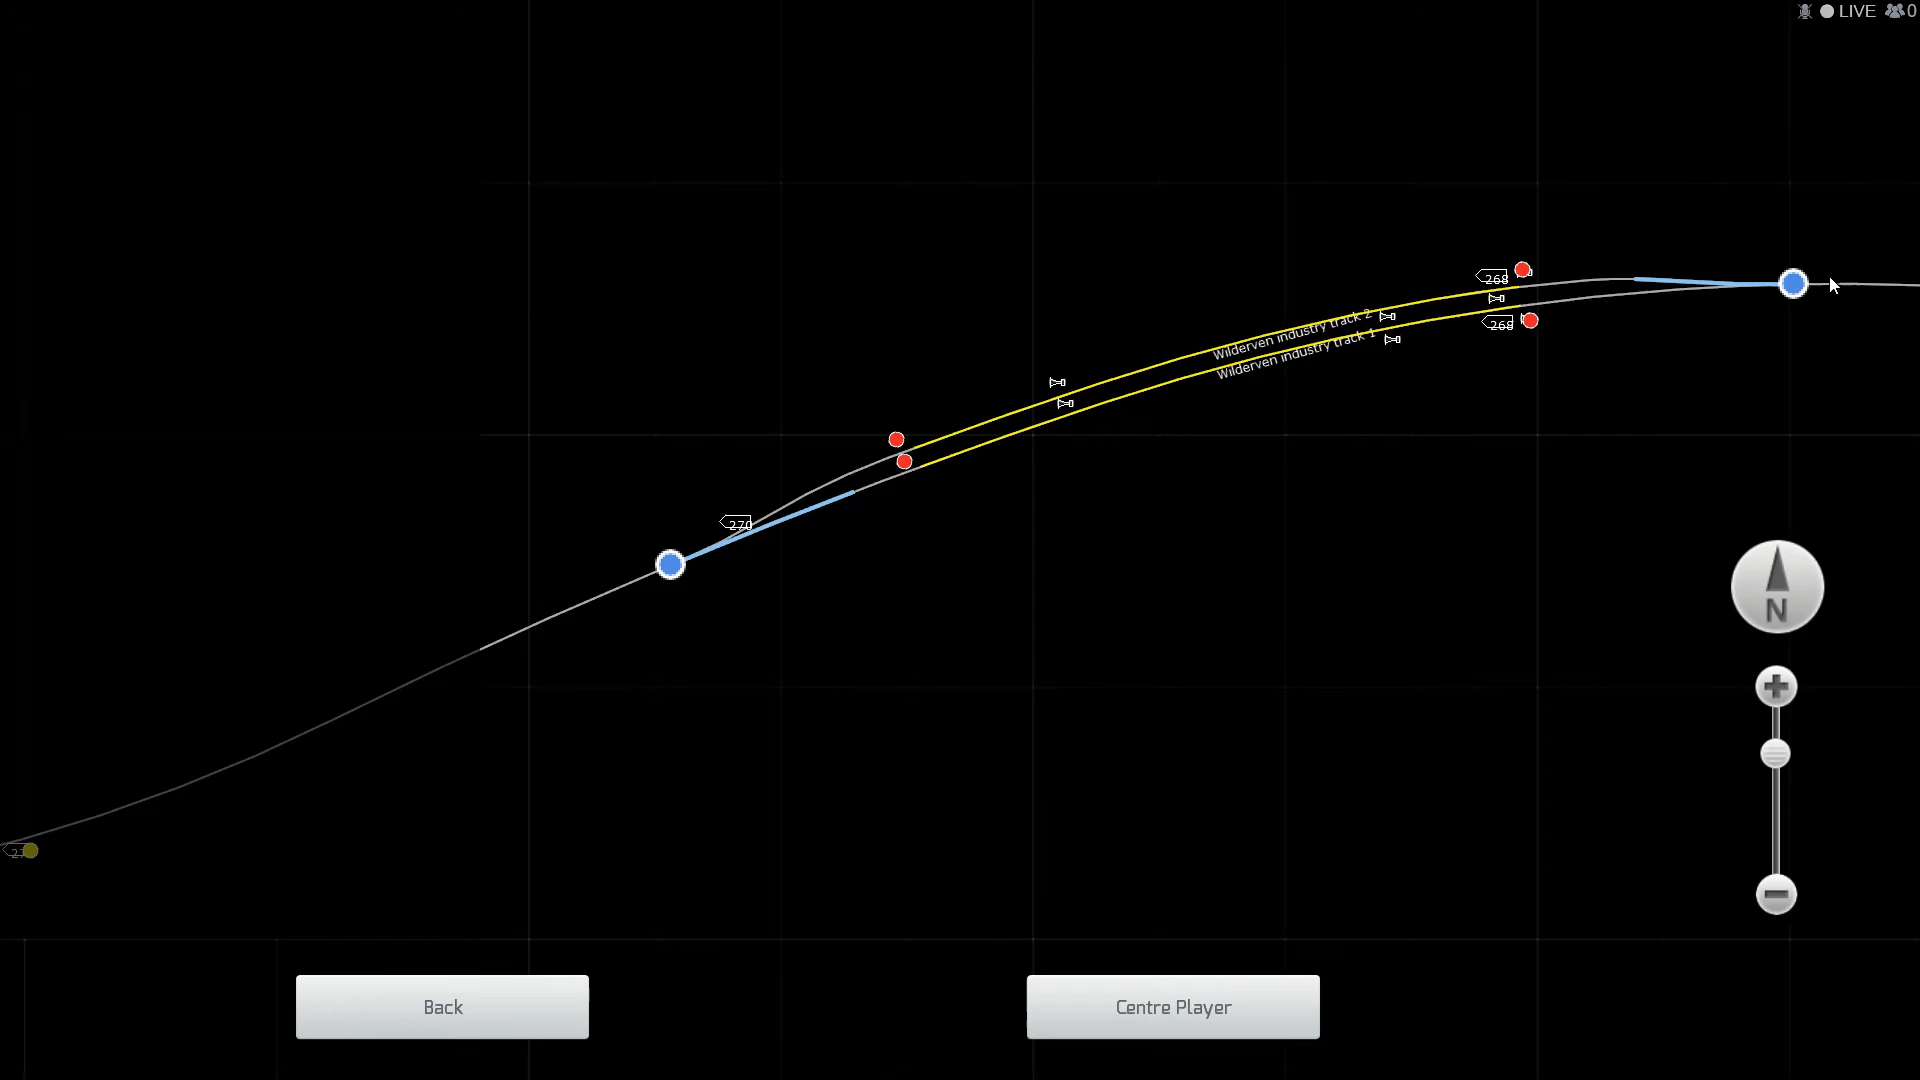 LIVE 0
268
Wilderven industry track 2
268
Wilderven industry track 1
270
N
Back
Centre Player